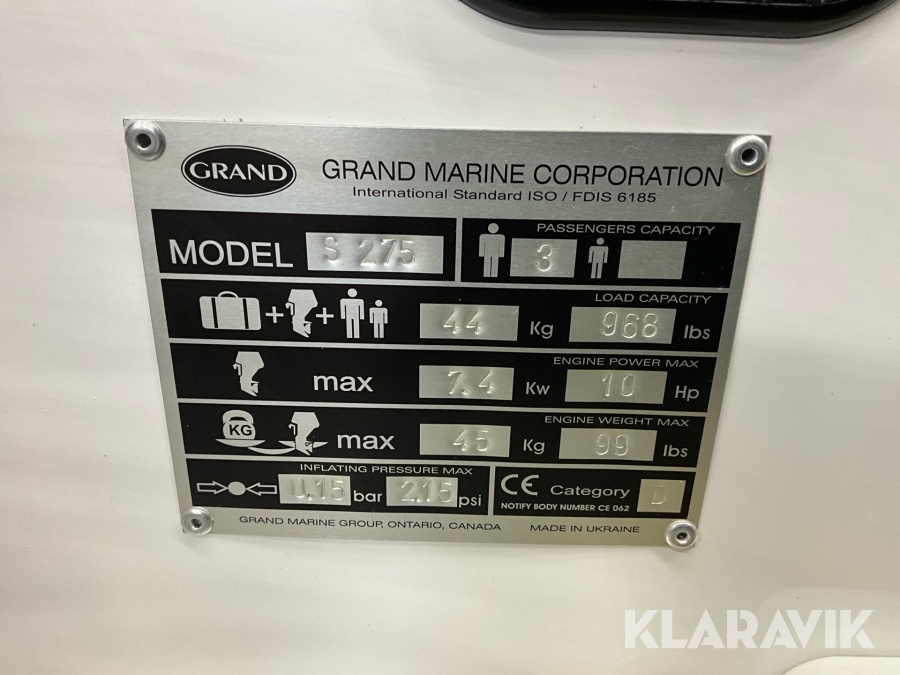 GRAND
GRAND MARINE CORPORATION
International Standard ISO / FDIS 6185
MODEL S 275
PASSENGERS CAPACITY
3
LOAD CAPACITY
+ + 44 Kg 968 lbs
ENGINE POWER MAX
max 7.4 Kw 10 Hp
ENGINE WEIGHT MAX
KG max 45 Kg 99 lbs
INFLATING PRESSURE MAX
0.15 bar 2.15 psi
CE Category D
NOTIFY BODY NUMBER CE 062
GRAND MARINE GROUP, ONTARIO, CANADA MADE IN UKRAINE
KLARAVIK